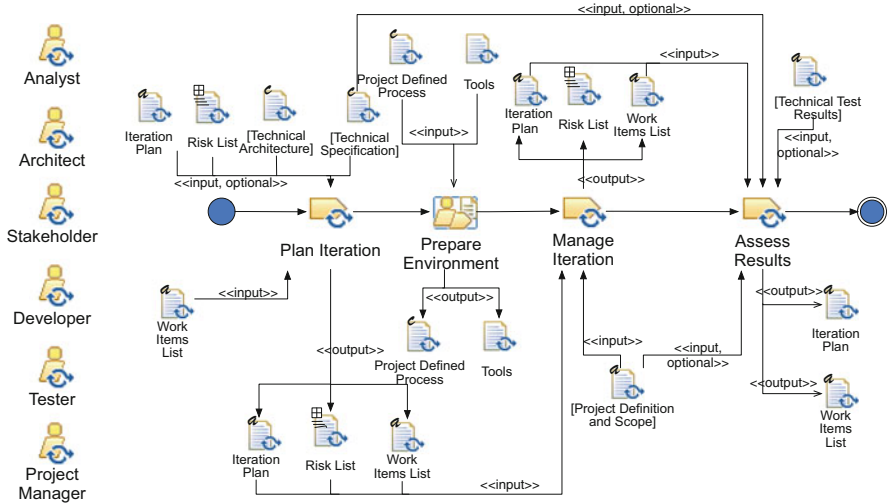 Analyst
Architect
Stakeholder
Developer
Tester
Project
Manager
<<input, optional>>
a
Iteration
Plan
Risk List
c
[Technical
Architecture]
c
[Technical
Specification]
<<input, optional>>
c
Project Defined
Process
Tools
<<input>>
<<input>>
a
Iteration
Plan
Risk List
a
Work
Items List
<<output>>
a
[Technical Test
Results]
<<input,
optional>>
Plan Iteration
Prepare
Environment
Manage
Iteration
Assess
Results
a
Work
Items
List
<<input>>
<<output>>
<<output>>
c
Project Defined
Process
Tools
a
Iteration
Plan
Risk List
a
Work
Items List
<<input>>
<<input>>
<<input,
optional>>
a
[Project Definition
and Scope]
<<output>>
a
Iteration
Plan
<<output>>
a
Work
Items
List